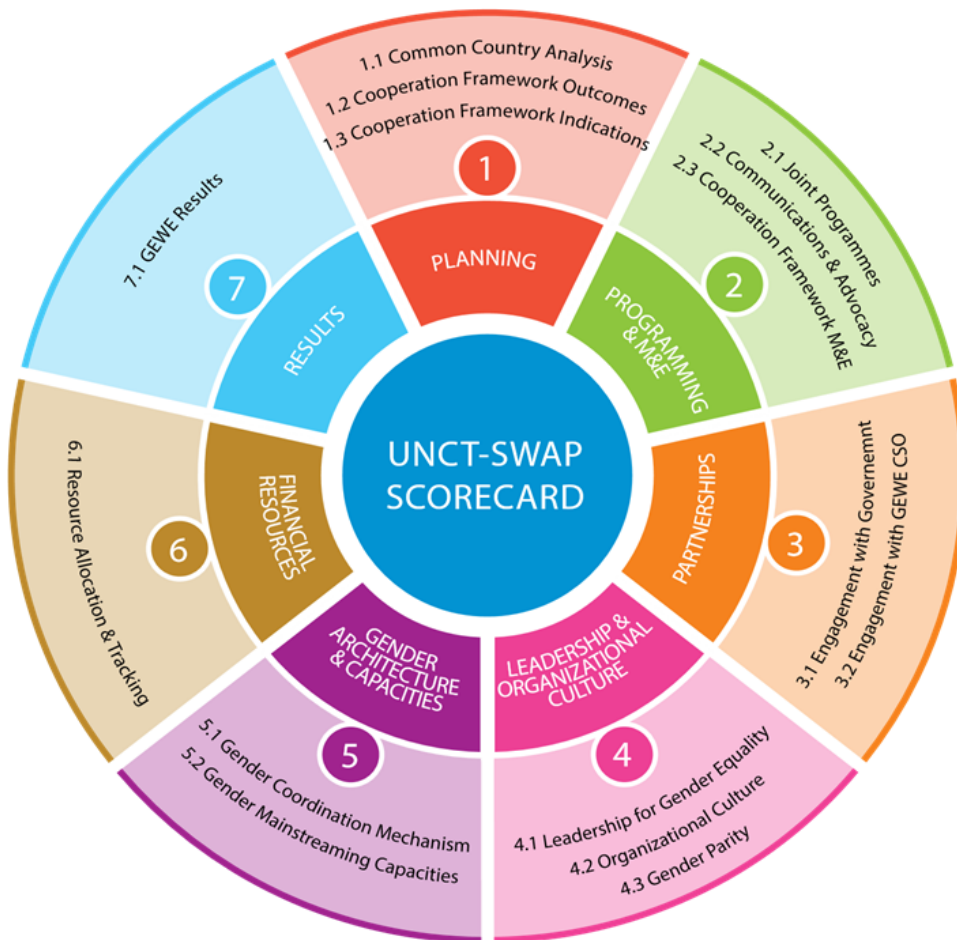 UNCT-SWAP
SCORECARD
1
PLANNING
1.1 Common Country Analysis
1.2 Cooperation Framework Outcomes
1.3 Cooperation Framework Indications
2
PROGRAMMING
& M&E
2.1 Joint Programmes
2.2 Communications & Advocacy
2.3 Cooperation Framework M&E
3
PARTNERSHIPS
3.1 Engagement with Governemnt
3.2 Engagement with GEWE CSO
4
LEADERSHIP &
ORGANIZATIONAL
CULTURE
4.1 Leadership for Gender Equality
4.2 Organizational Culture
4.3 Gender Parity
5
GENDER
ARCHITECTURE
& CAPACITIES
5.1 Gender Coordination Mechanism
5.2 Gender Mainstreaming Capacities
6
FINANCIAL
RESOURCES
6.1 Resource Allocation & Tracking
7
RESULTS
7.1 GEWE Results